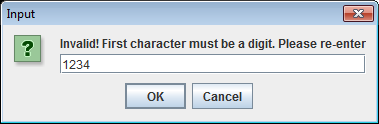 Input
Invalid! First character must be a digit. Please re-enter
1234
OK Cancel